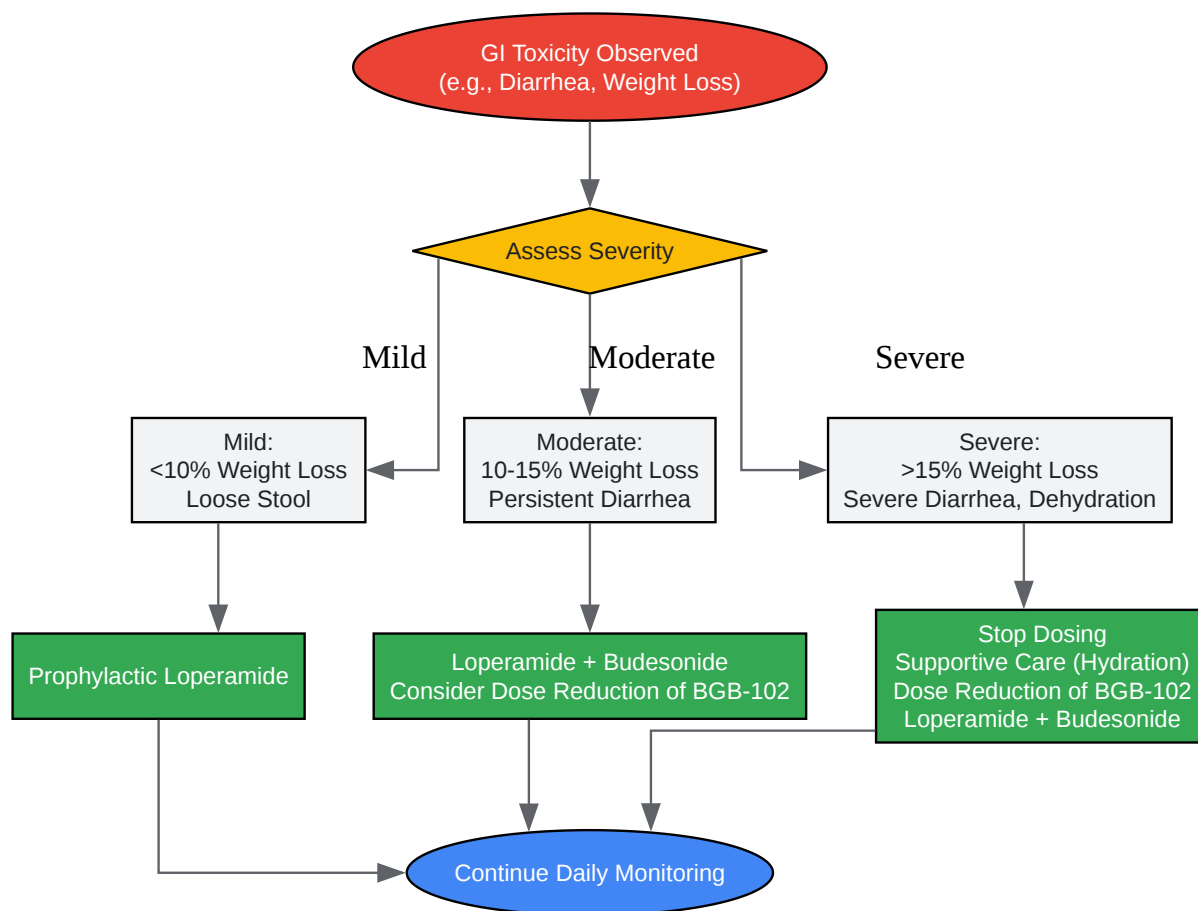 GI Toxicity Observed
(e.g., Diarrhea, Weight Loss)
Assess Severity
Mild
Moderate
Severe
Mild:
<10% Weight Loss
Loose Stool
Moderate:
10-15% Weight Loss
Persistent Diarrhea
Severe:
>15% Weight Loss
Severe Diarrhea, Dehydration
Prophylactic Loperamide
Loperamide + Budesonide
Consider Dose Reduction of BGB-102
Stop Dosing
Supportive Care (Hydration)
Dose Reduction of BGB-102
Loperamide + Budesonide
Continue Daily Monitoring